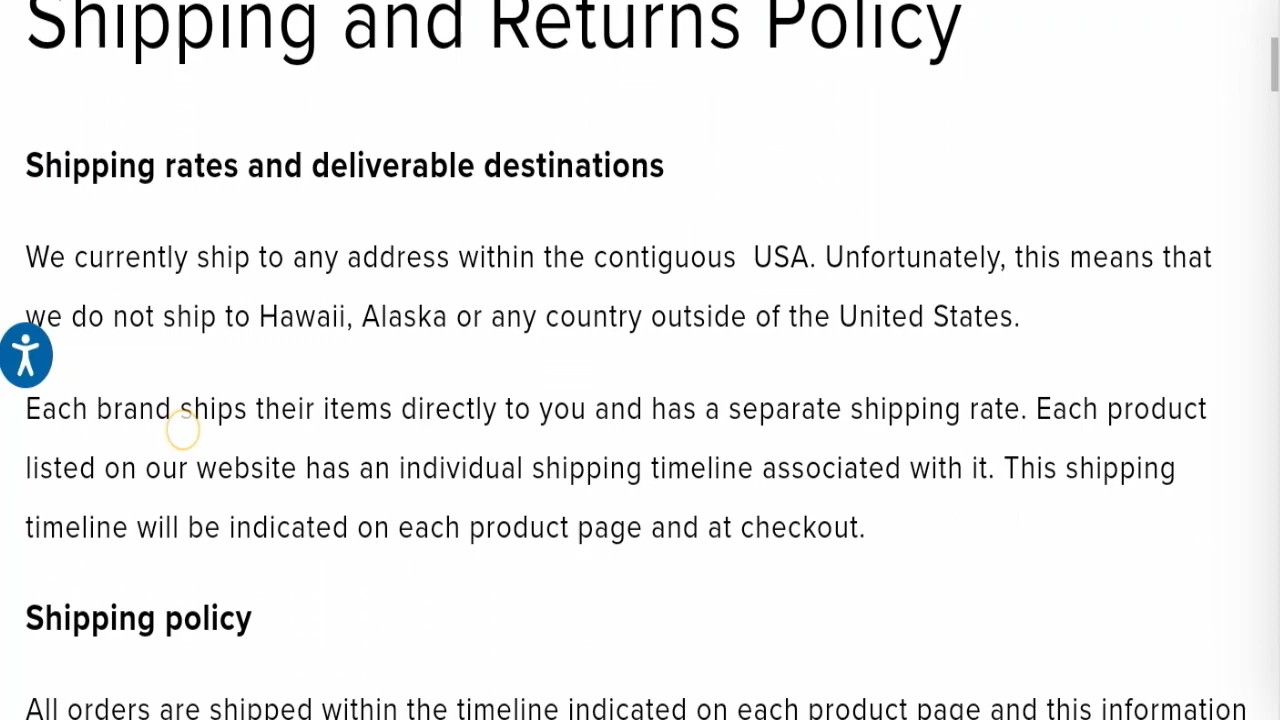 Shipping and Returns Policy
Shipping rates and deliverable destinations
We currently ship to any address within the contiguous  USA. Unfortunately, this means that
we do not ship to Hawaii, Alaska or any country outside of the United States.
Each brand ships their items directly to you and has a separate shipping rate. Each product
listed on our website has an individual shipping timeline associated with it. This shipping
timeline will be indicated on each product page and at checkout.
Shipping policy
All orders are shipped within the timeline indicated on each product page and this information